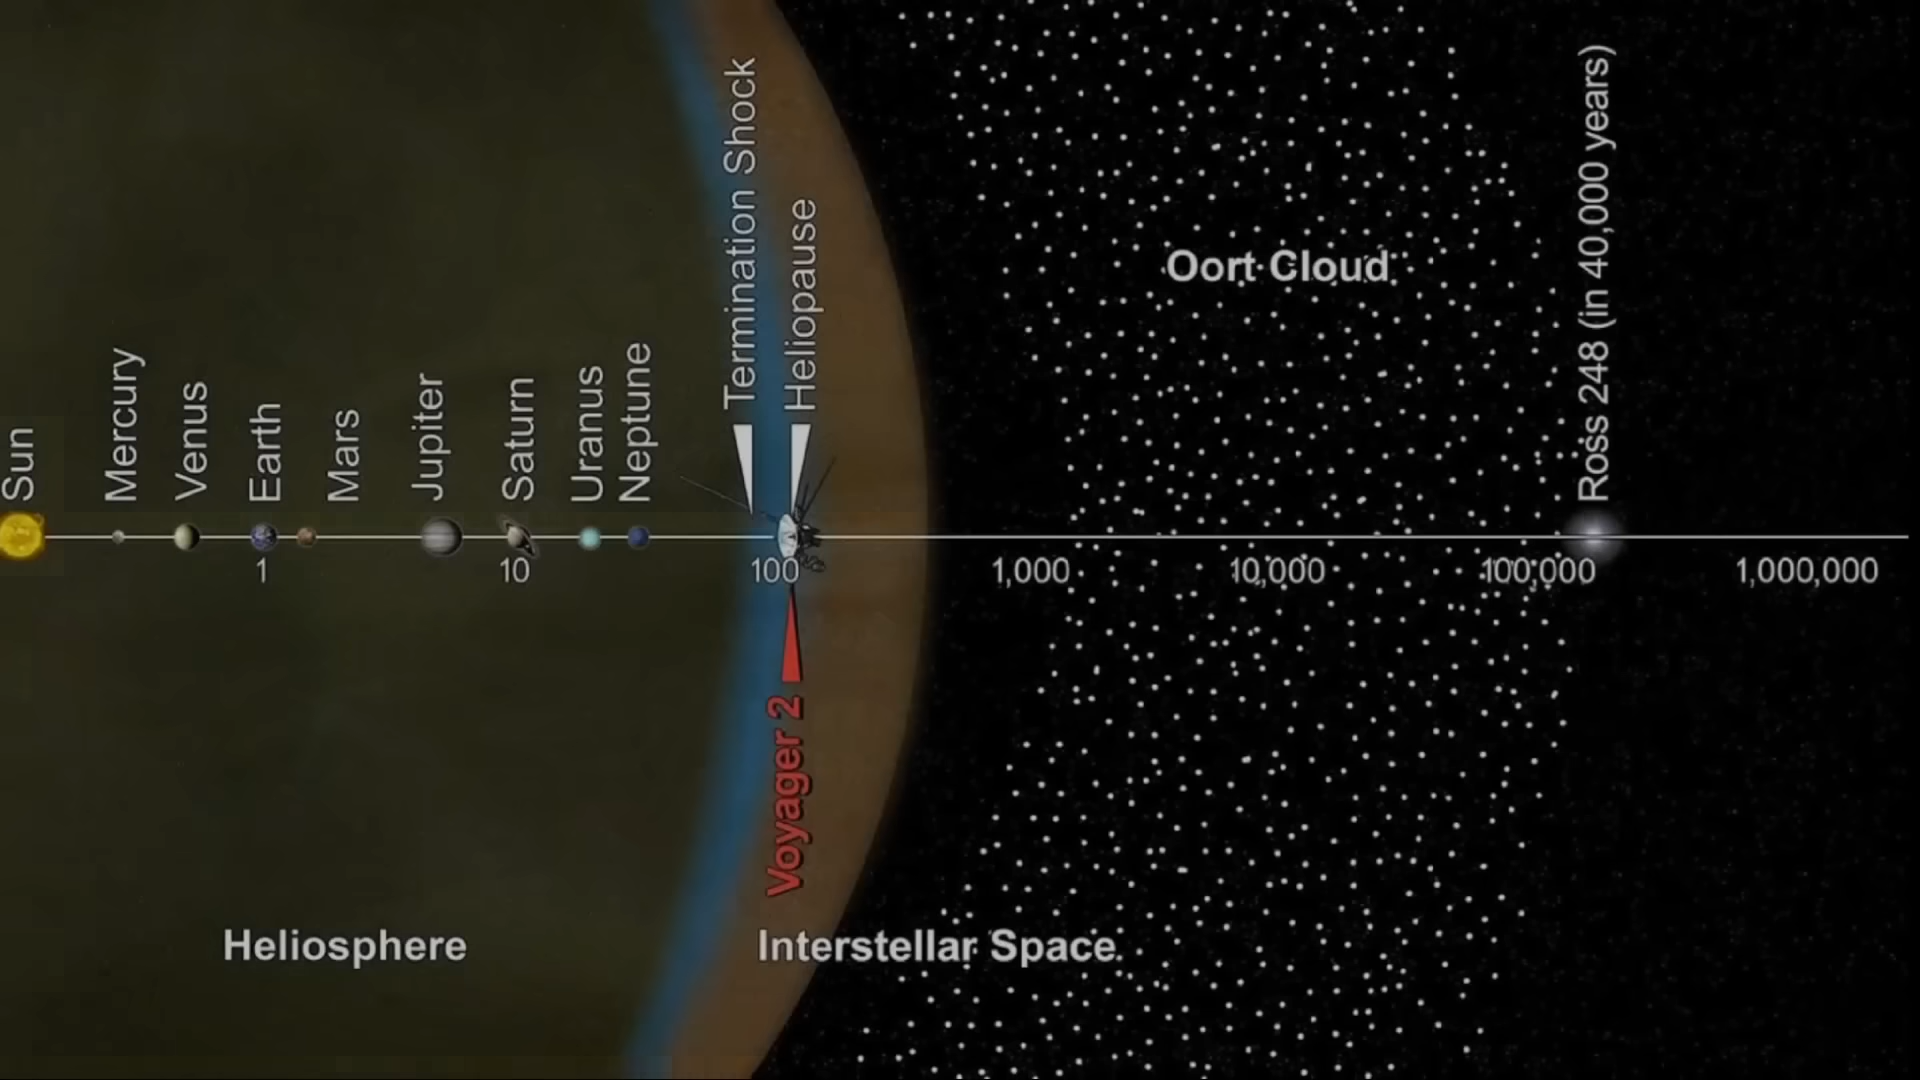 Sun
Mercury
Venus
Earth
Mars
Jupiter
Saturn
Uranus
Neptune
Termination Shock
Heliopause
Oort Cloud
Ross 248 (in 40,000 years)
1
10
100
1,000
10,000
100,000
1,000,000
Voyager 2
Heliosphere
Interstellar Space